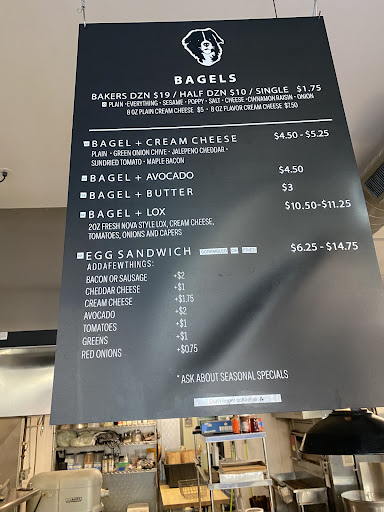 BAGELS
BAKERS DZN $19 / HALF DZN $10 / SINGLE $1.75
PLAIN · EVERYTHING · SESAME · POPPY · SALT · CHEESE · CINNAMON RAISIN · ONION
8 OZ PLAIN CREAM CHEESE $5 · 8 OZ FLAVOR CREAM CHEESE $7.50
BAGEL + CREAM CHEESE $4.50 - $5.25
PLAIN · GREEN ONION CHIVE · JALEPENO CHEDDAR ·
SUNDRIED TOMATO · MAPLE BACON
BAGEL + AVOCADO $4.50
BAGEL + BUTTER $3
BAGEL + LOX $10.50-$11.25
2OZ FRESH NOVA STYLE LOX, CREAM CHEESE,
TOMATOES, ONIONS AND CAPERS
EGG SANDWICH $6.25 - $14.75
ADD A FEW THINGS:
BACON OR SAUSAGE +$2
CHEDDAR CHEESE +$1
CREAM CHEESE +$1.75
AVOCADO +$2
TOMATOES +$1
GREENS +$1
RED ONIONS +$0.75
* ASK ABOUT SEASONAL SPECIALS